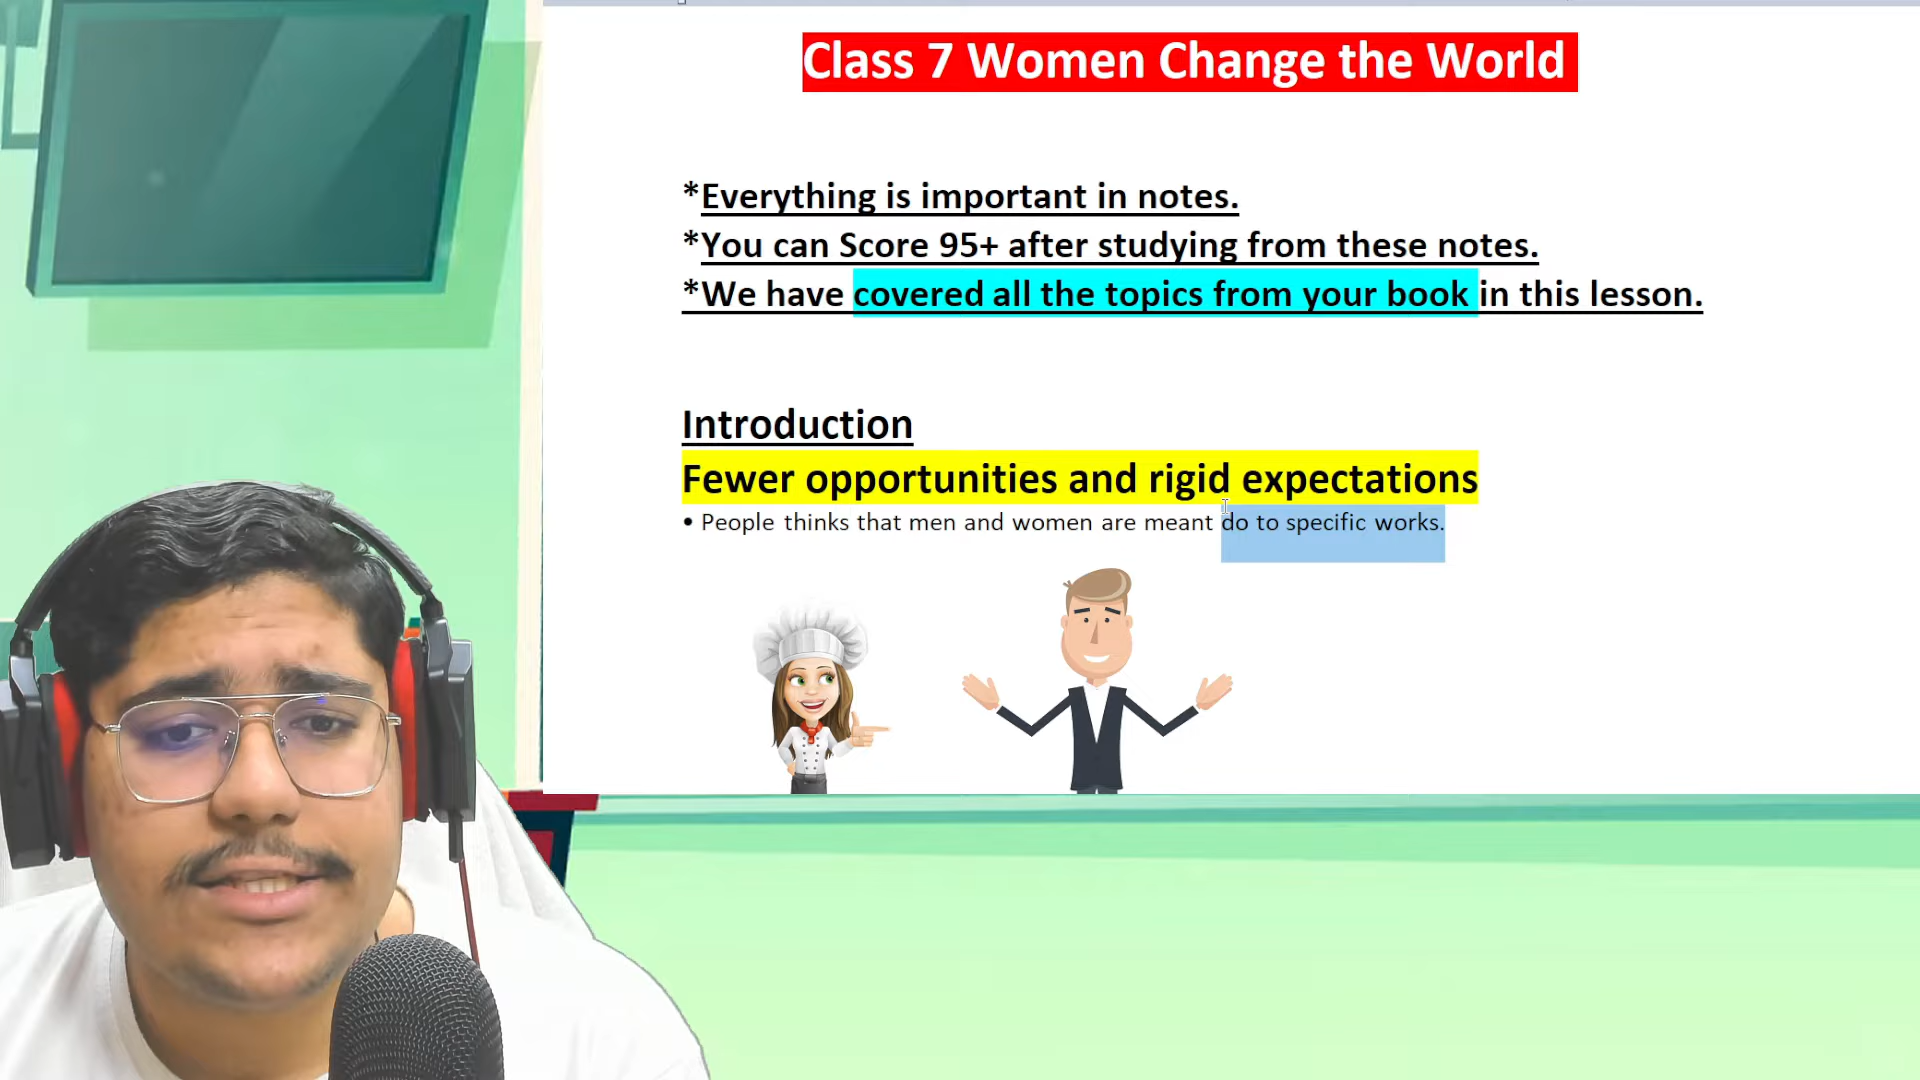 Class 7 Women Change the World
*Everything is important in notes.
*You can Score 95+ after studying from these notes.
*We have covered all the topics from your book in this lesson.
Introduction
Fewer opportunities and rigid expectations
• People thinks that men and women are meant do to specific works.